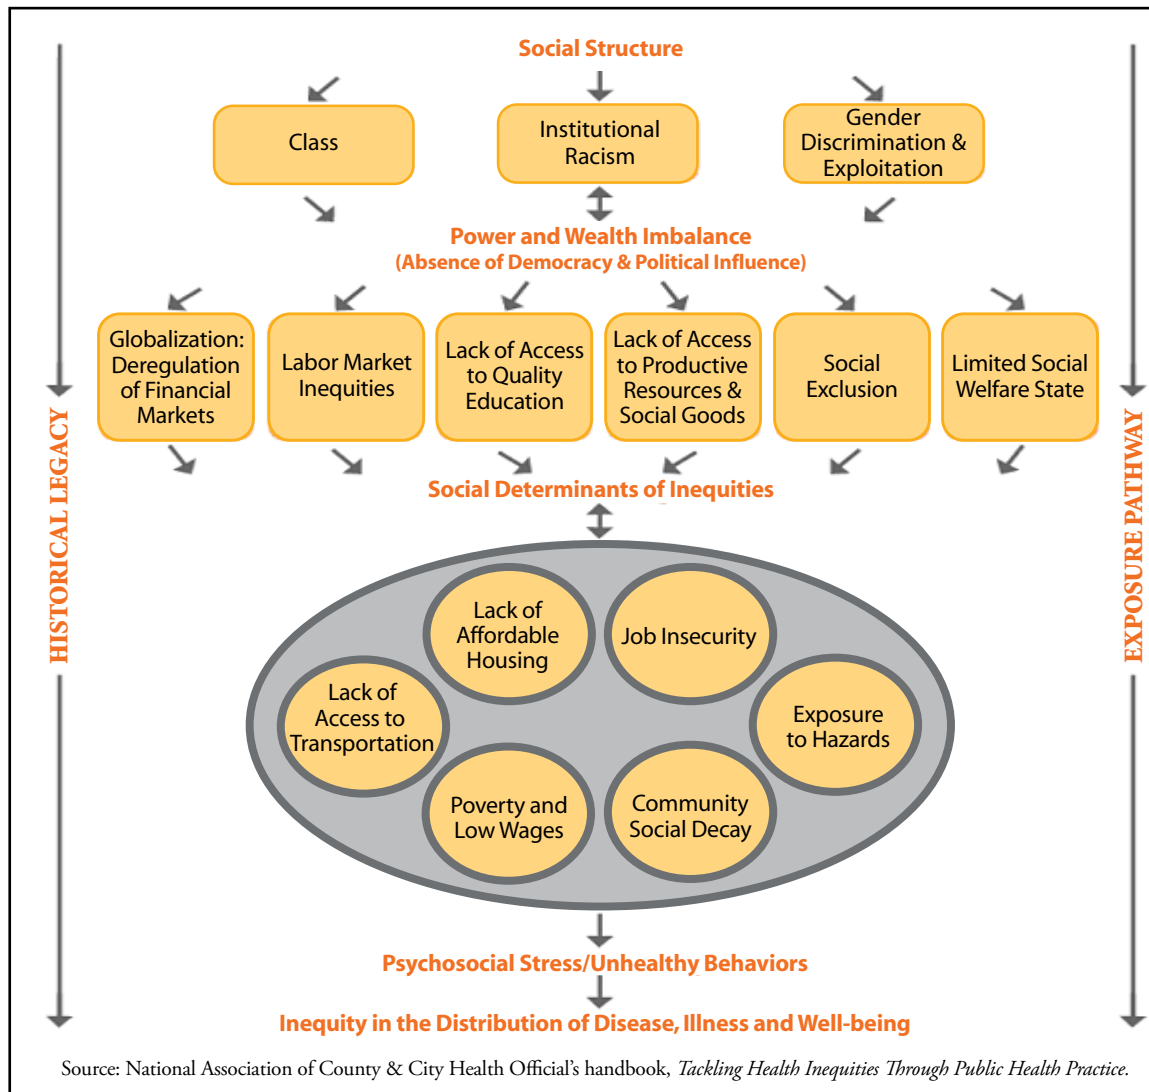 Social Structure
Class
Institutional
Racism
Gender
Discrimination &
Exploitation
Power and Wealth Imbalance
(Absence of Democracy & Political Influence)
Globalization:
Deregulation
of Financial
Markets
Labor Market
Inequities
Lack of Access
to Quality
Education
Lack of Access
to Productive
Resources &
Social Goods
Social
Exclusion
Limited Social
Welfare State
HISTORICAL LEGACY
EXPOSURE PATHWAY
Social Determinants of Inequities
Lack of
Affordable
Housing
Job Insecurity
Lack of
Access to
Transportation
Exposure
to Hazards
Poverty and
Low Wages
Community
Social Decay
Psychosocial Stress/Unhealthy Behaviors
Inequity in the Distribution of Disease, Illness and Well-being
Source: National Association of County & City Health Official's handbook, Tackling Health Inequities Through Public Health Practice.